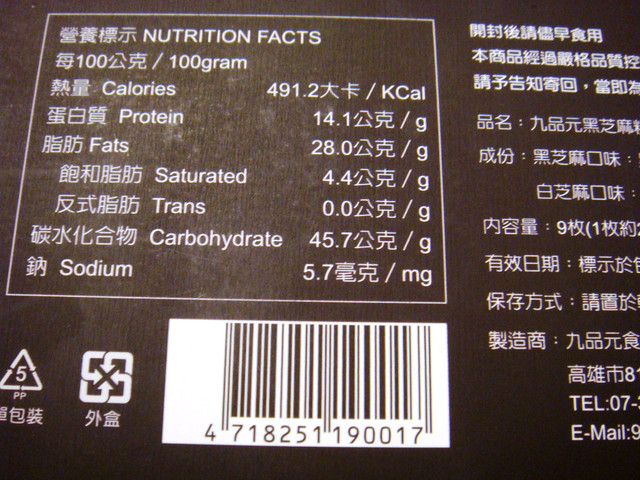 營養標示 NUTRITION FACTS
每100公克 / 100gram
熱量 Calories 491.2大卡 / KCal
蛋白質 Protein 14.1公克 / g
脂肪 Fats 28.0公克 / g
飽和脂肪 Saturated 4.4公克 / g
反式脂肪 Trans 0.0公克 / g
碳水化合物 Carbohydrate 45.7公克 / g
鈉 Sodium 5.7毫克 / mg
開封後請儘早食用
本商品經過嚴格品質控
請予告知寄回，當即為
品名：九品元黑芝麻
成份：黑芝麻口味：
白芝麻口味：
內容量：9枚(1枚約
有效日期：標示於包
保存方式：請置於
製造商：九品元食
高雄市81
TEL:07-
E-Mail:9
5
PP
單包裝
外盒
4 718251 190017